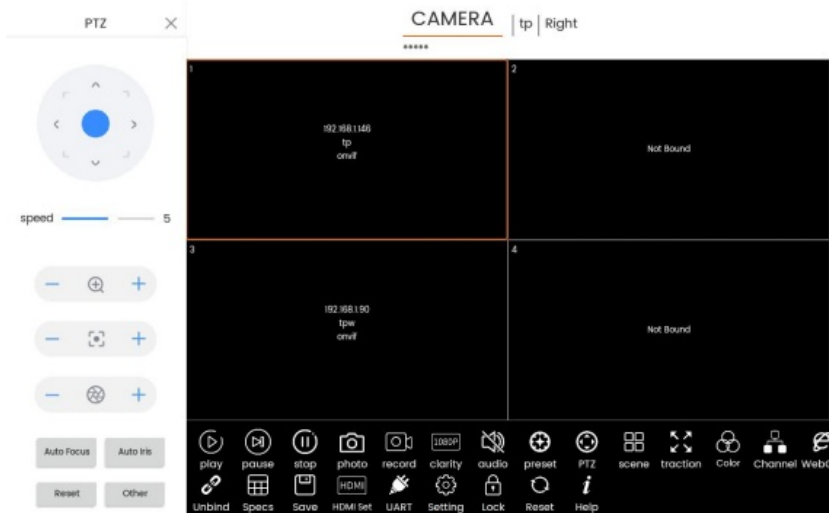 PTZ
CAMERA | tp | Right
*****
speed 5
Auto Focus
Auto Iris
Reset
Other
1
192.168.1.146
tp
onvif
2
Not Bound
3
192.168.1.90
tpw
onvif
4
Not Bound
1080P
play pause stop photo record clarity audio preset PTZ scene traction Color Channel
HDMI
Unbind Specs Save HDMI Set UART Setting Lock Reset Help